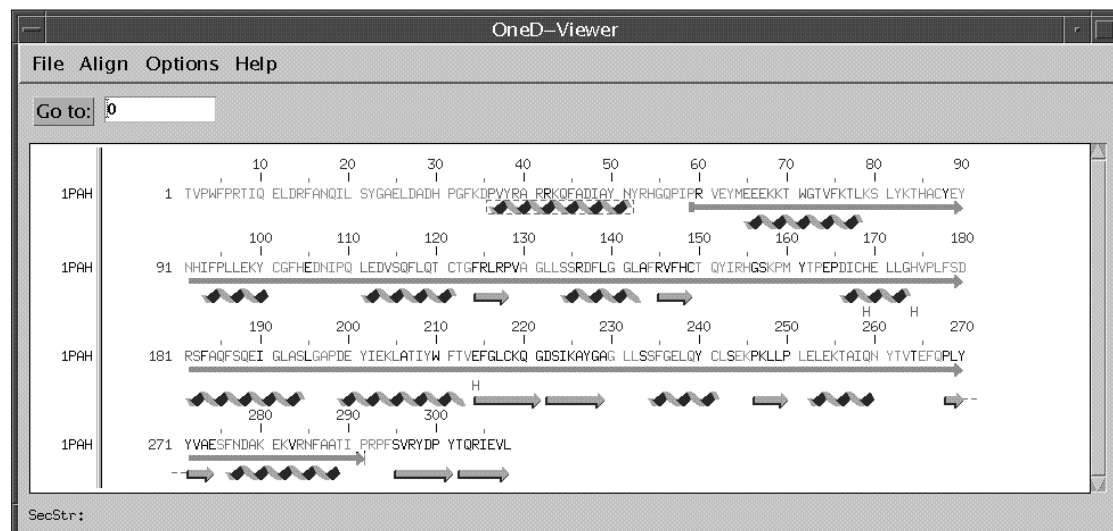 OneD-Viewer
File Align Options Help
Go to: 0
10 20 30 40 50 60 70 80 90
1PAH 1 TVPWFPRTIQ ELDRFANQIL SYGAELDADH PGFKDPVYRA RRKQFADIAY NYRHGQPIPR VEYMEEEKKT WGTVFKTLKS LYKTHACYEY
100 110 120 130 140 150 160 170 180
1PAH 91 NHIFPLLEKY CGFHEDNIPQ LEDVSQFLQT CTGFRLRPVA GLLSSRDFLG GLAFRVFHCT QYIRHGSKPM YTPEPDICHE LLGHVPLFSD
H H
190 200 210 220 230 240 250 260 270
1PAH 181 RSFAQFSQEI GLASLGAPDE YIEKLATIYW FTVEFGLCKQ GDSIKAYGAG LLSSFGELQY CLSEKPKLLP LELEKTAIQN YTVTEFQPLY
H
280 290 300
1PAH 271 YVAESFNDAK EKVRNFAATI PRPFSVRYDP YTQRIEVL
SecStr: